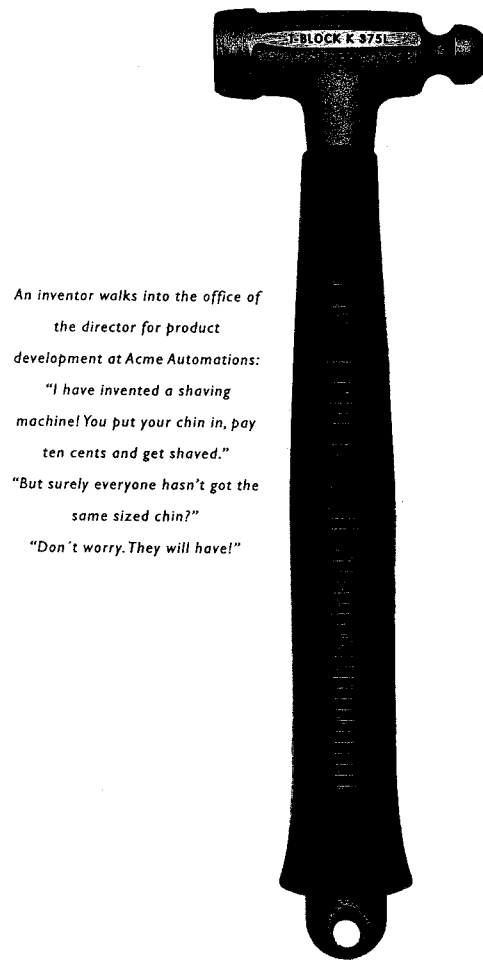 T-BLOCK K 375L
An inventor walks into the office of
the director for product
development at Acme Automations:
"I have invented a shaving
machine! You put your chin in, pay
ten cents and get shaved."
"But surely everyone hasn't got the
same sized chin?"
"Don´t worry. They will have!"